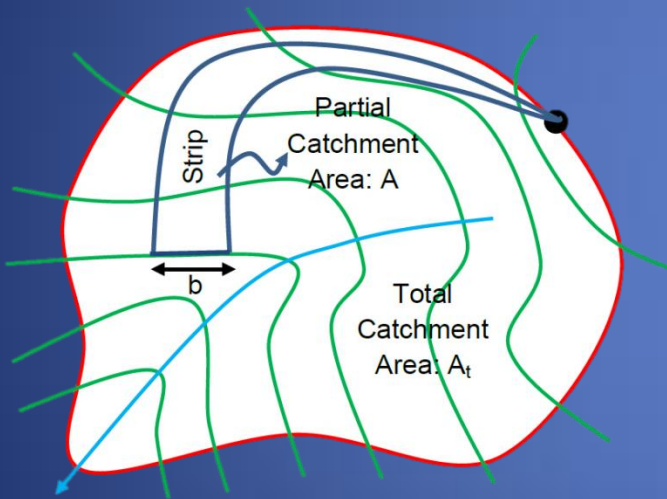 Partial
Catchment
Area: A
Strip
b
Total
Catchment
Area: At